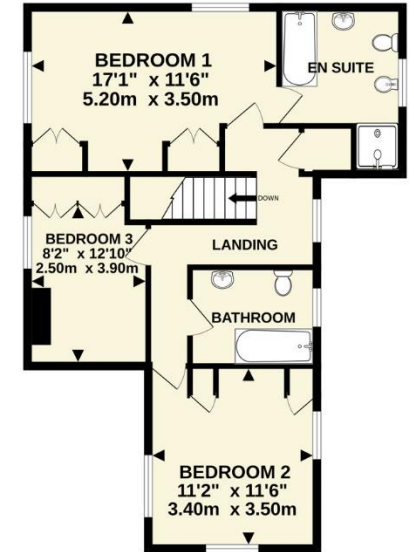 BEDROOM 1
17'1" x 11'6"
5.20m x 3.50m
EN SUITE
DOWN
LANDING
BEDROOM 3
8'2" x 12'10"
2.50m x 3.90m
BATHROOM
BEDROOM 2
11'2" x 11'6"
3.40m x 3.50m